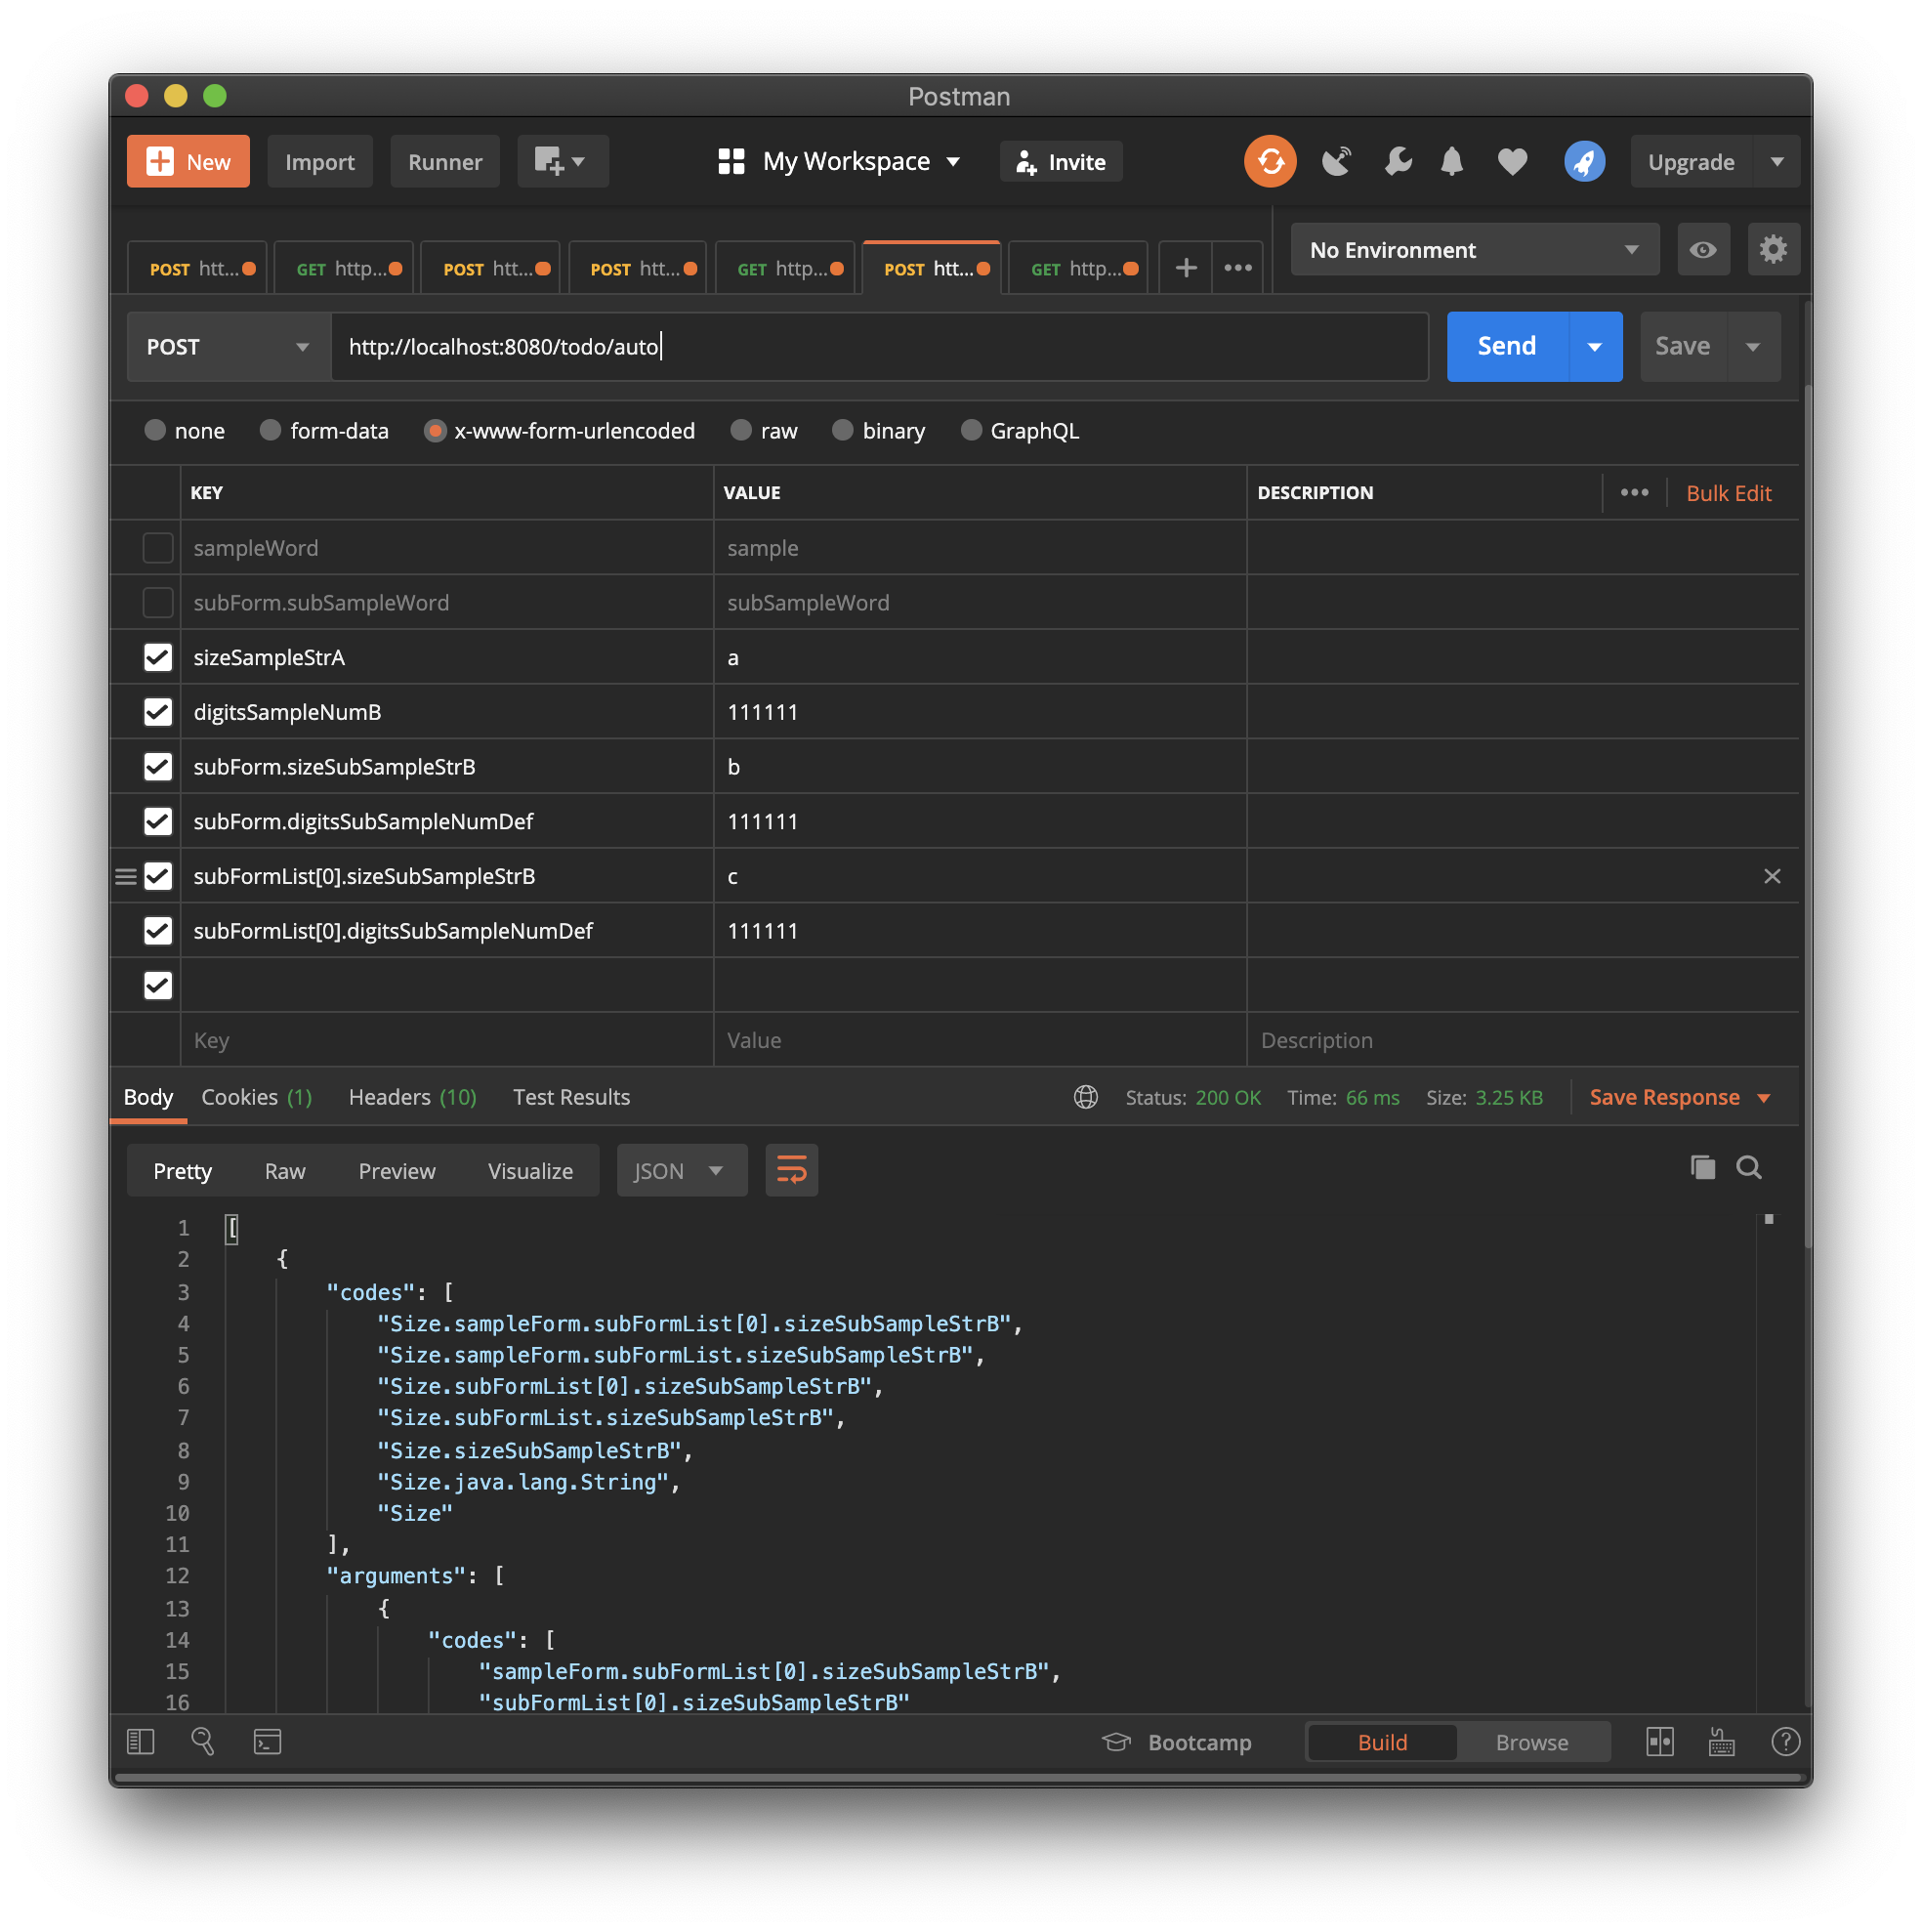 Postman
New Import Runner My Workspace Invite Upgrade
POST htt... GET http... POST htt... POST htt... GET http... POST htt... GET http... + ••• No Environment
POST http://localhost:8080/todo/auto Send Save
none form-data x-www-form-urlencoded raw binary GraphQL
KEY VALUE DESCRIPTION ••• Bulk Edit
sampleWord sample
subForm.subSampleWord subSampleWord
sizeSampleStrA a
digitsSampleNumB 111111
subForm.sizeSubSampleStrB b
subForm.digitsSubSampleNumDef 111111
subFormList[0].sizeSubSampleStrB c
subFormList[0].digitsSubSampleNumDef 111111
Key Value Description
Body Cookies (1) Headers (10) Test Results Status: 200 OK Time: 66 ms Size: 3.25 KB Save Response
Pretty Raw Preview Visualize JSON
1 [
2 {
3 "codes": [
4 "Size.sampleForm.subFormList[0].sizeSubSampleStrB",
5 "Size.sampleForm.subFormList.sizeSubSampleStrB",
6 "Size.subFormList[0].sizeSubSampleStrB",
7 "Size.subFormList.sizeSubSampleStrB",
8 "Size.sizeSubSampleStrB",
9 "Size.java.lang.String",
10 "Size"
11 ],
12 "arguments": [
13 {
14 "codes": [
15 "sampleForm.subFormList[0].sizeSubSampleStrB",
16 "subFormList[0].sizeSubSampleStrB"
Bootcamp Build Browse